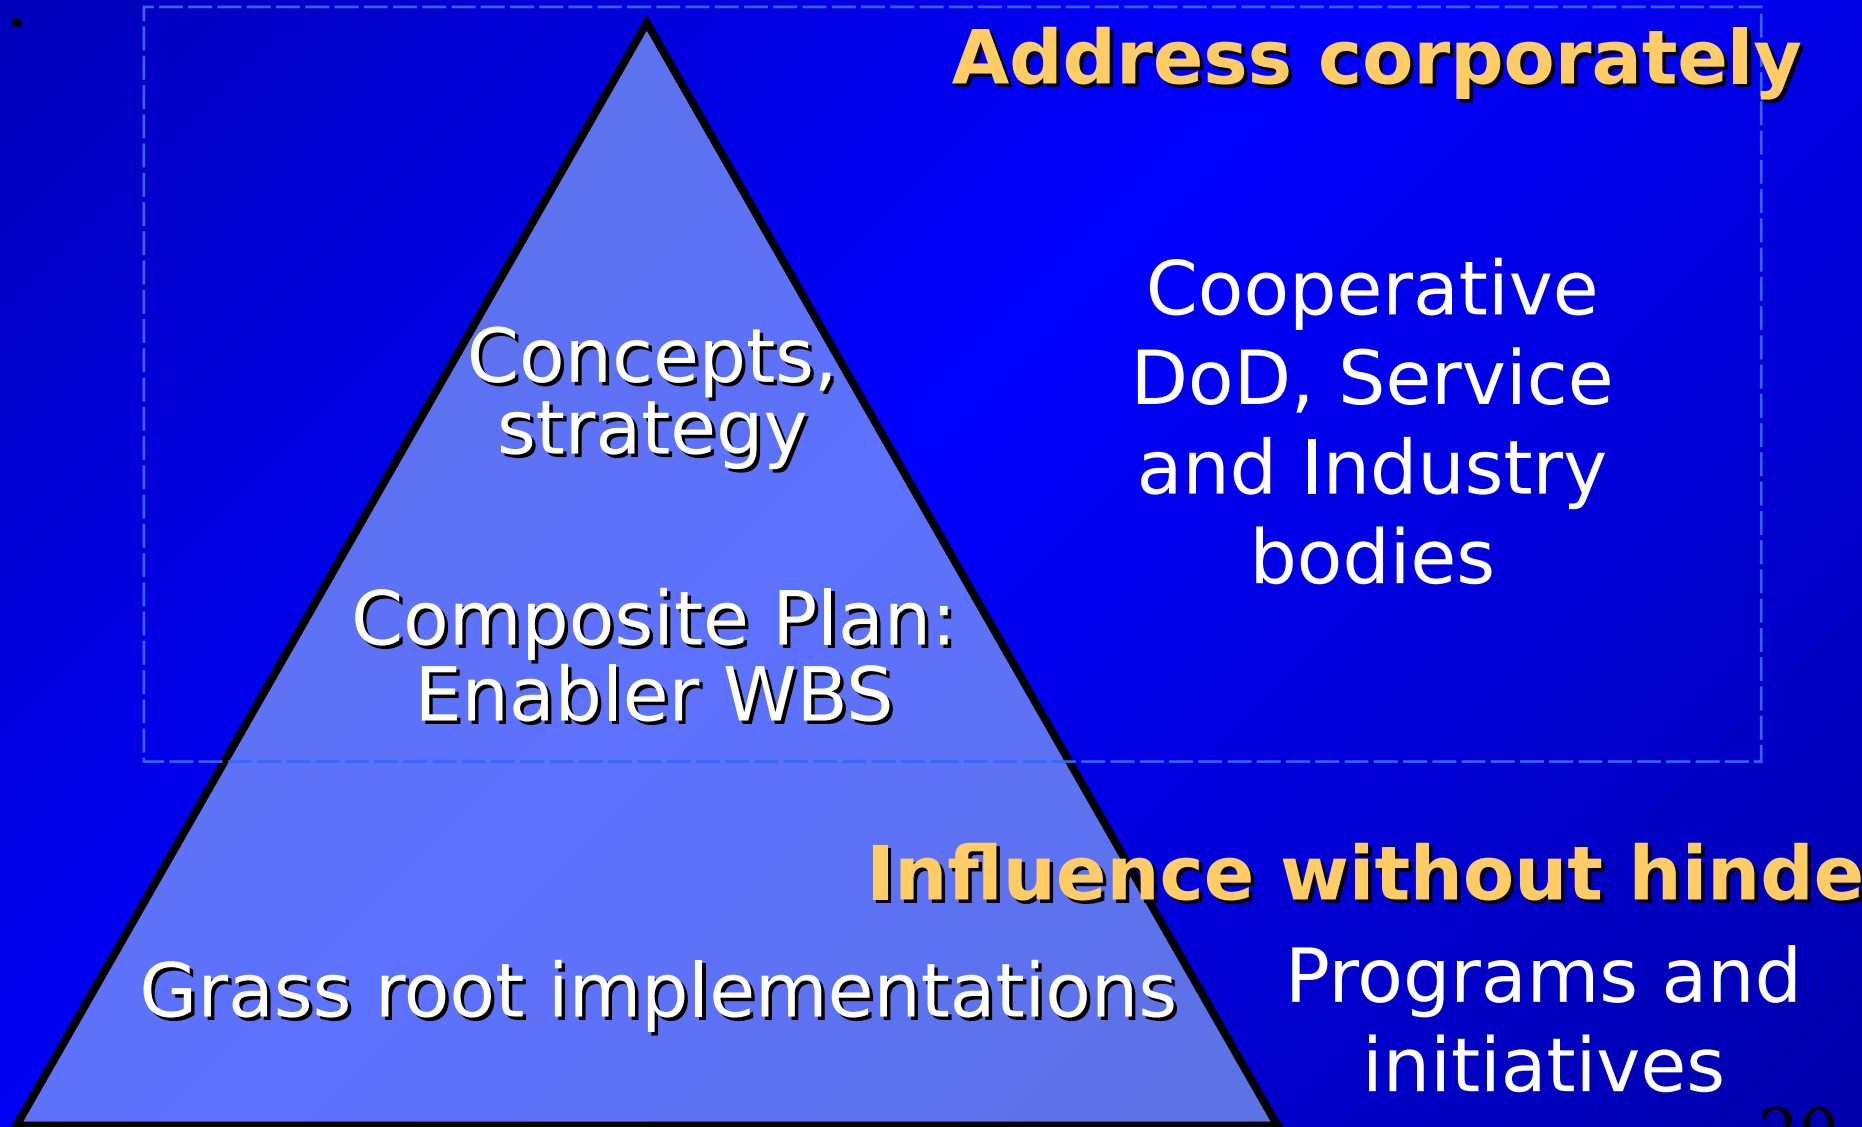 Address corporately
Concepts,
strategy
Cooperative
DoD, Service
and Industry
bodies
Composite Plan:
Enabler WBS
Influence without
Grass root implementations
Programs and
initiatives